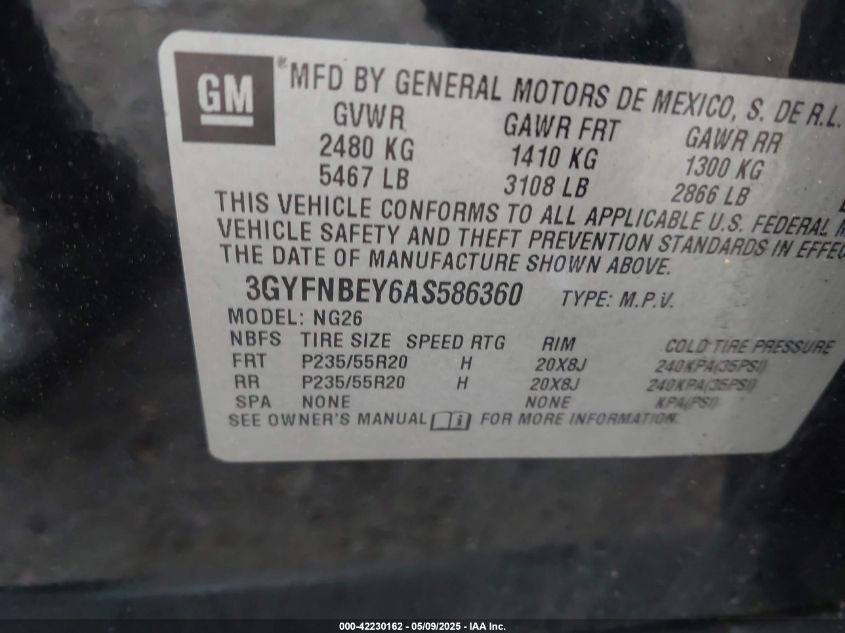 GM
*MFD BY GENERAL MOTORS DE MEXICO, S. DE R.L.
GVWR GAWR FRT GAWR RR
2480 KG 1410 KG 1300 KG
5467 LB 3108 LB 2866 LB
THIS VEHICLE CONFORMS TO ALL APPLICABLE U.S. FEDERAL
VEHICLE SAFETY AND THEFT PREVENTION STANDARDS IN EFFEC
THE DATE OF MANUFACTURE SHOWN ABOVE.
3GYFNBEY6AS586360 TYPE: M.P.V.
MODEL: NG26
NBFS TIRE SIZE SPEED RTG RIM COLD TIRE PRESSURE
FRT P235/55R20 H 20X8J 240KPA(35PSI)
RR P235/55R20 H 20X8J 240KPA(35PSI)
SPA NONE NONE KPA(PSI)
SEE OWNER'S MANUAL FOR MORE INFORMATION.
000-42230162 - 05/09/2025 - IAA Inc.